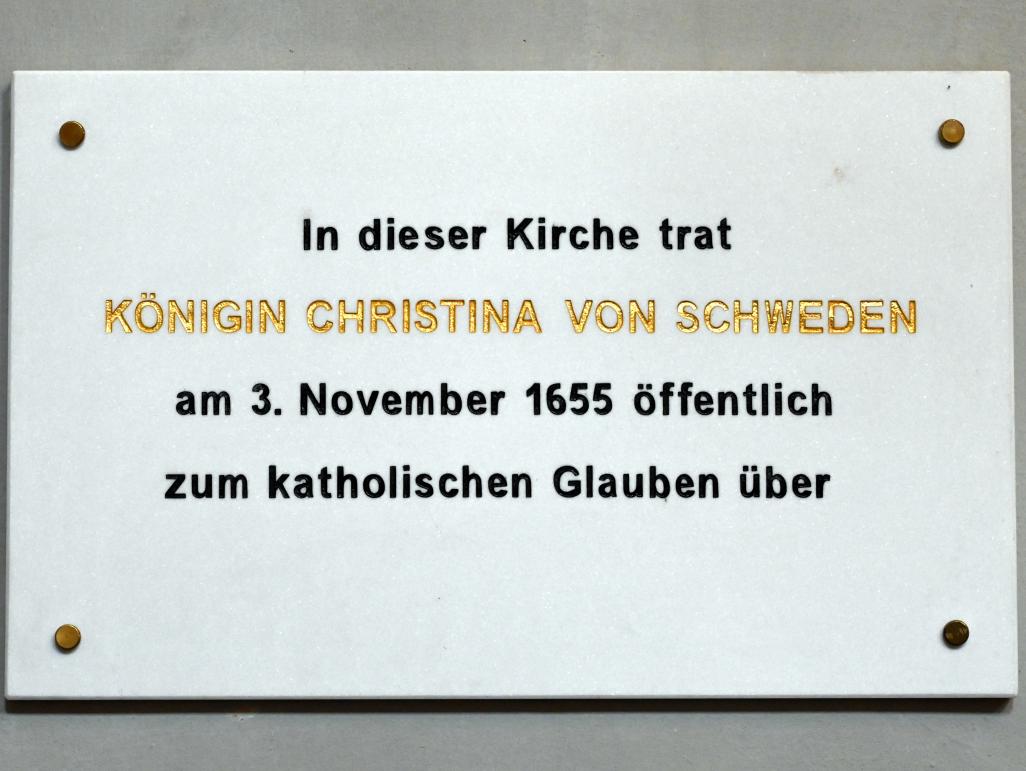 In dieser Kirche trat
KÖNIGIN CHRISTINA VON SCHWEDEN
am 3. November 1655 öffentlich
zum katholischen Glauben über